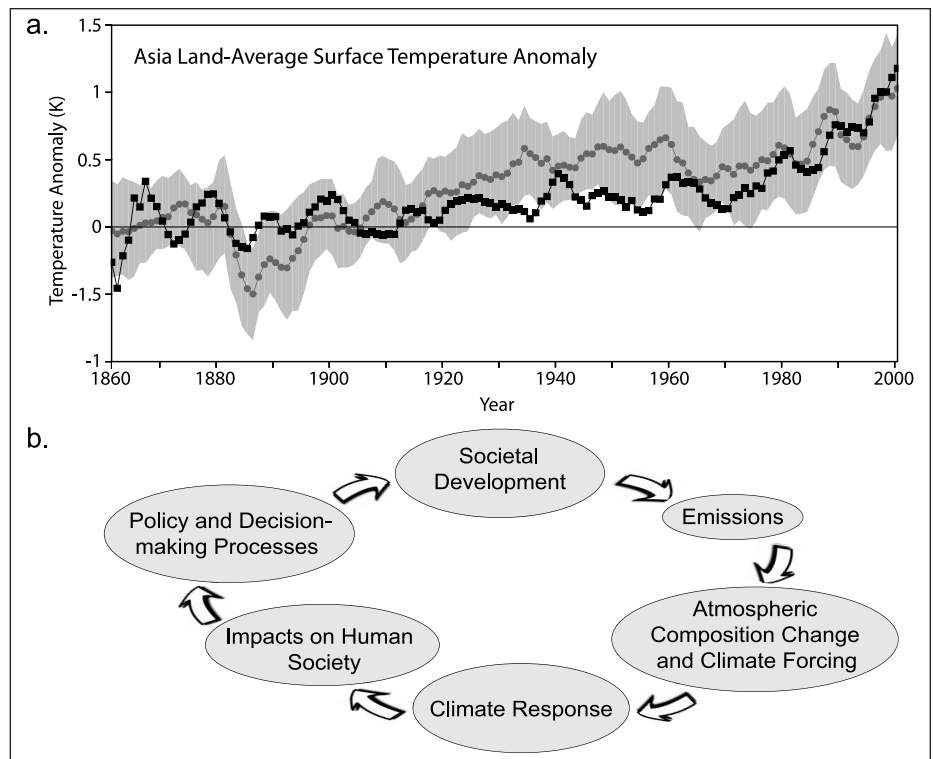 a.
Asia Land-Average Surface Temperature Anomaly
Temperature Anomaly (K)
1.5
1
0.5
0
-1.5
-1
1860
1880
1900
1920
1940
1960
1980
2000
Year
b.
Societal
Development
Emissions
Atmospheric
Composition Change
and Climate Forcing
Climate Response
Impacts on Human
Society
Policy and Decision-
making Processes